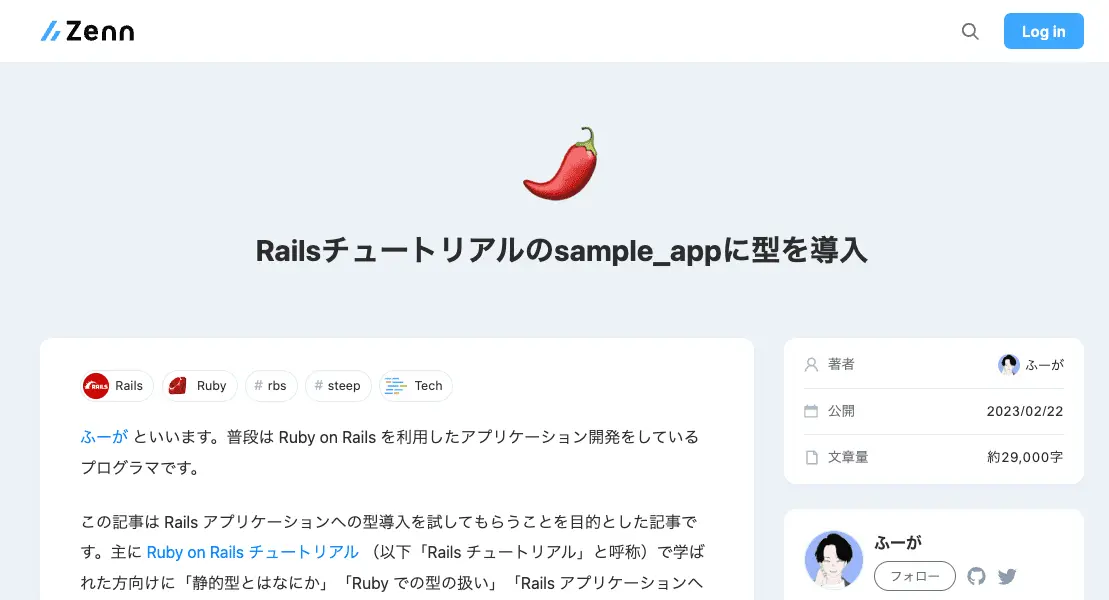 Zenn
Log in
Railsチュートリアルのsample_appに型を導入
Rails
Ruby
# rbs
# steep
Tech
ふーが といいます。普段は Ruby on Rails を利用したアプリケーション開発をしている
プログラマです。
この記事は Rails アプリケーションへの型導入を試してもらうことを目的とした記事で
す。主に Ruby on Rails チュートリアル （以下「Rails チュートリアル」と呼称）で学ば
れた方向けに「静的型とはなにか」「Ruby での型の扱い」「Rails アプリケーションへ
著者 ふーが
公開 2023/02/22
文章量 約29,000字
ふーが
フォロー